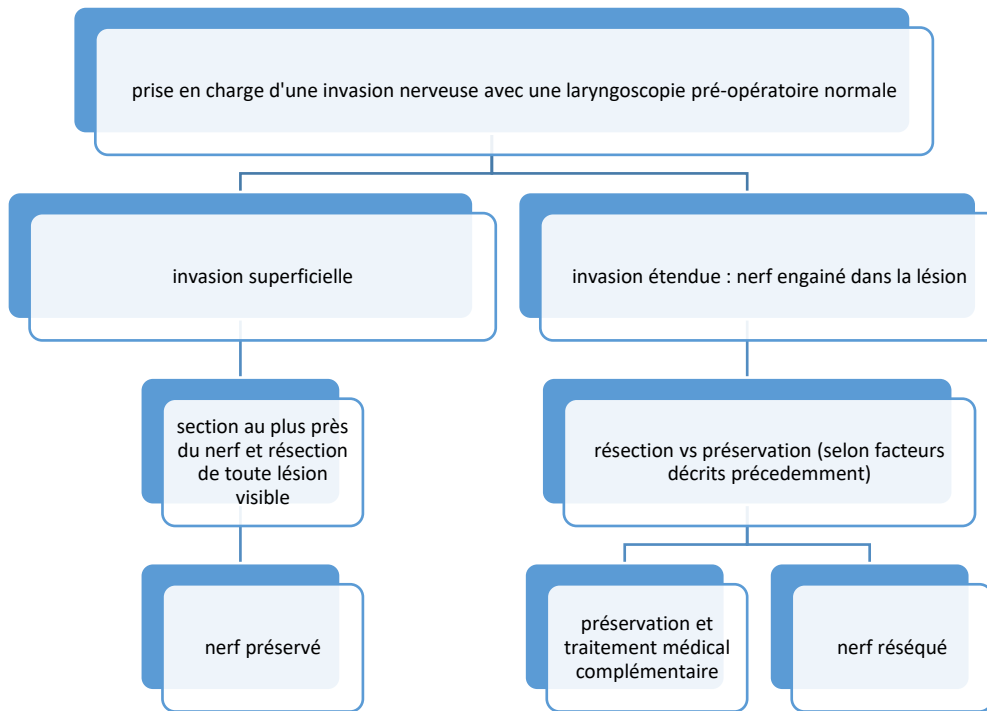 prise en charge d'une invasion nerveuse avec une laryngoscopie pré-opératoire normale
invasion superficielle
invasion étendue : nerf engainé dans la lésion
section au plus près
du nerf et résection
de toute lésion
visible
résection vs préservation (selon facteurs
décrits précedemment)
nerf préservé
préservation et
traitement médical
complémentaire
nerf réséqué